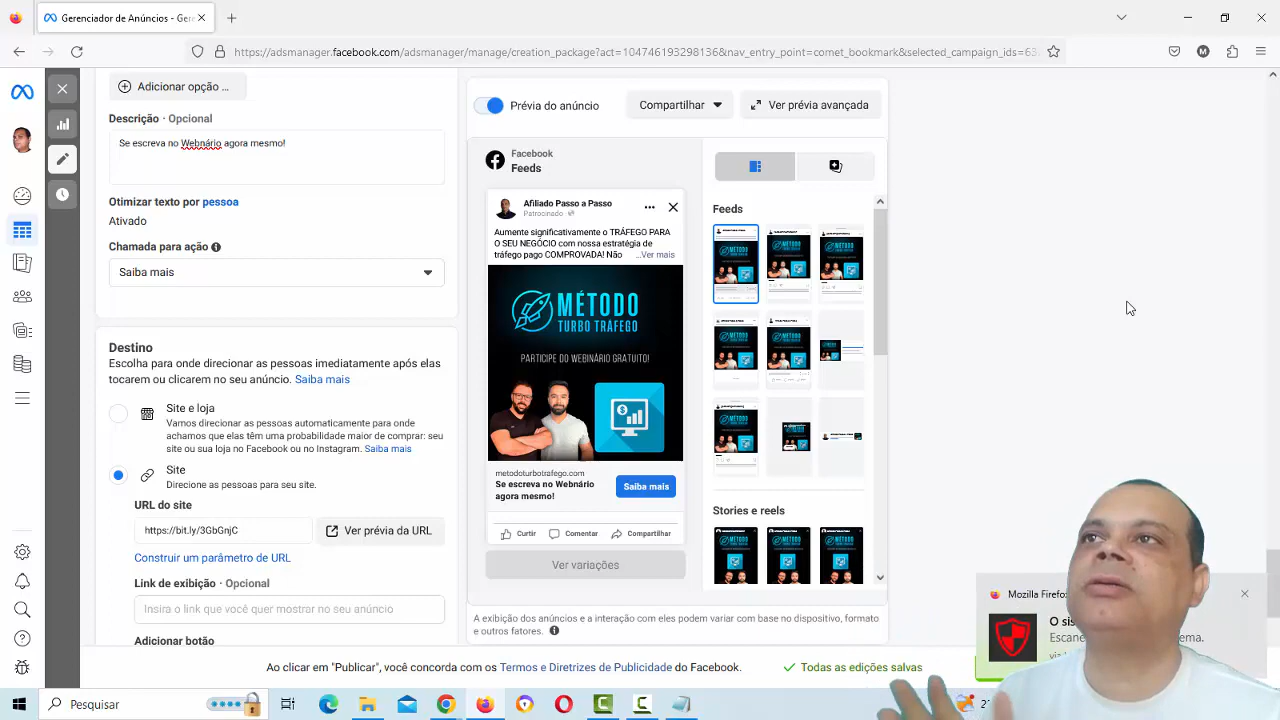 Gerenciador de Anúncios - Ger
https://adsmanager.facebook.com/adsmanager/manage/creation_package?act=104746193298136&nav_entry_point=comet_bookmark&selected_campaign_ids=63
Adicionar opção ...
Descrição · Opcional
Se escreva no Webnário agora mesmo!
Otimizar texto por pessoa
Ativado
Chamada para ação
Saiba mais
Destino
Escolha para onde direcionar as pessoas imediatamente após elas
tocarem ou clicarem no seu anúncio. Saiba mais
Site e loja
Vamos direcionar as pessoas automaticamente para onde
achamos que elas têm uma probabilidade maior de comprar: seu
site ou sua loja no Facebook ou no Instagram. Saiba mais
Site
Direcione as pessoas para seu site.
URL do site
https://bit.ly/3GbGnjC
Ver prévia da URL
Construir um parâmetro de URL
Link de exibição · Opcional
Insira o link que você quer mostrar no seu anúncio
Adicionar botão
Prévia do anúncio
Compartilhar
Ver prévia avançada
Facebook
Feeds
Afiliado Passo a Passo
Patrocinado
Aumente significativamente o TRÁFEGO PARA
O SEU NEGÓCIO com nossa estratégia de
tráfego pago COMPROVADA! Não ...Ver mais
MÉTODO
TURBO TRÁFEGO
PARTICIPE DO WEBINÁRIO GRATUITO!
metodoturbotrafego.com
Se escreva no Webnário
agora mesmo!
Saiba mais
Curtir
Comentar
Compartilhar
Ver variações
Feeds
Stories e reels
A exibição dos anúncios e a interação com eles podem variar com base no dispositivo, formato
e outros fatores.
Mozilla Firefox
O sis
Escane
Ao clicar em "Publicar", você concorda com os Termos e Diretrizes de Publicidade do Facebook.
Todas as edições salvas
Pesquisar